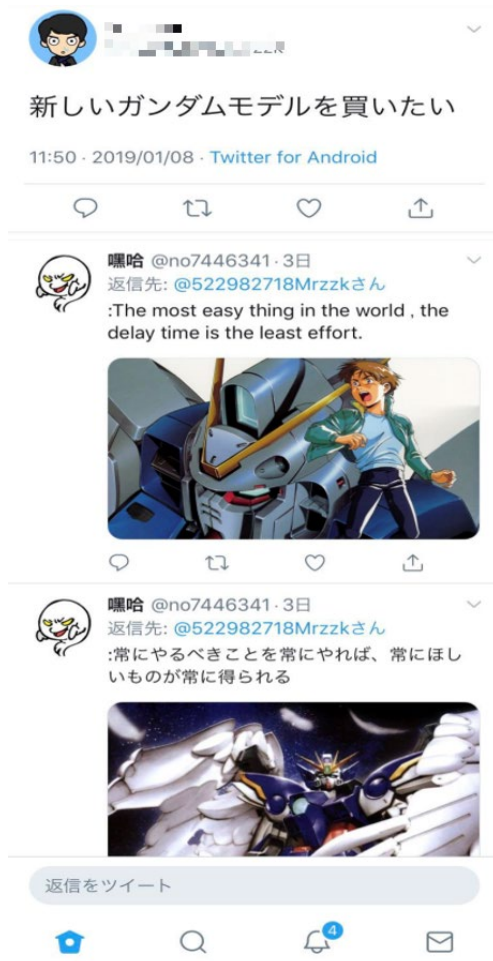 新しいガンダムモデルを買いたい
11:50 · 2019/01/08 · Twitter for Android
嘿哈 @no7446341 · 3日
返信先: @522982718Mrzzkさん
:The most easy thing in the world , the
delay time is the least effort.
嘿哈 @no7446341 · 3日
返信先: @522982718Mrzzkさん
:常にやるべきことを常にやれば、常にほし
いものが常に得られる
返信をツイート
4